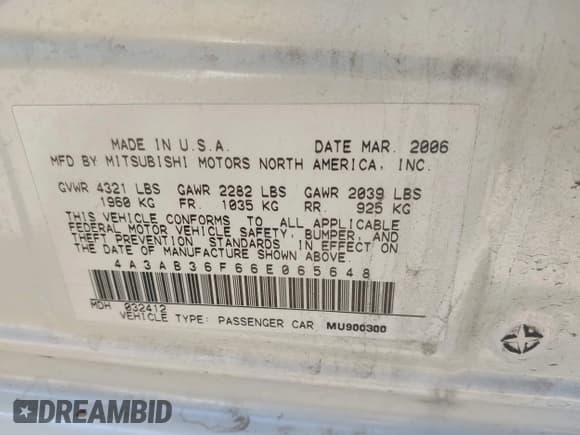 MADE IN U.S.A. DATE MAR. 2006
MFD BY MITSUBISHI MOTORS NORTH AMERICA, INC.
GVWR 4321 LBS GAWR 2282 LBS GAWR 2039 LBS
1960 KG FR. 1035 KG RR. 925 KG
THIS VEHICLE CONFORMS TO ALL APPLICABLE
FEDERAL MOTOR VEHICLE SAFETY, BUMPER, AND
THEFT PREVENTION STANDARDS IN EFFECT ON
THE DATE OF MANUFACTURE SHOWN ABOVE.
4A3AB36F66E065648
MDH 032412
VEHICLE TYPE: PASSENGER CAR MU900300
DREAMBID